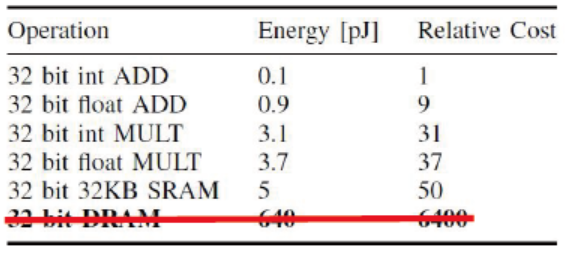 Operation Energy [pJ] Relative Cost
32 bit int ADD 0.1 1
32 bit float ADD 0.9 9
32 bit int MULT 3.1 31
32 bit float MULT 3.7 37
32 bit 32KB SRAM 5 50
32 bit DRAM 640 6400